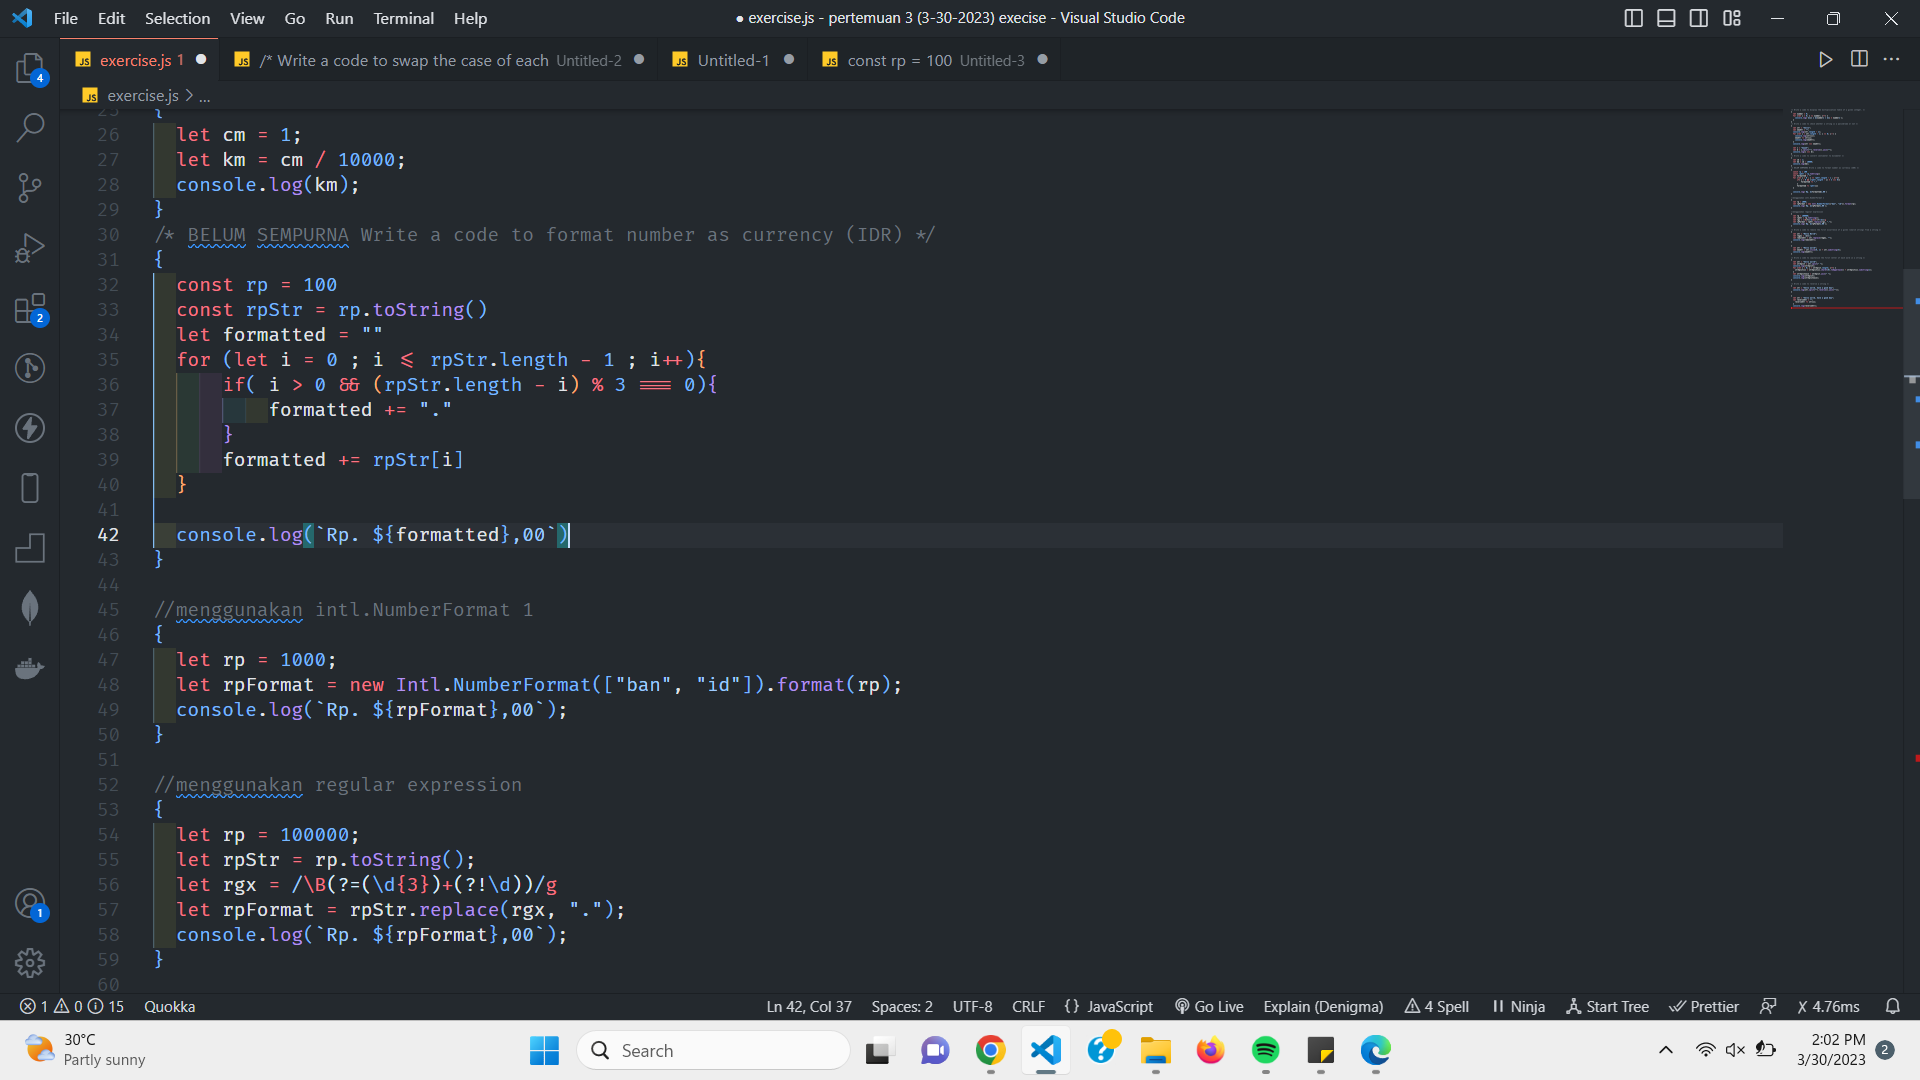 File Edit Selection View Go Run Terminal Help
● exercise.js - pertemuan 3 (3-30-2023) execise - Visual Studio Code
JS exercise.js 1
JS /* Write a code to swap the case of each Untitled-2
JS Untitled-1
JS const rp = 100 Untitled-3
JS exercise.js > ...
25 {
26 let cm = 1;
27 let km = cm / 10000;
28 console.log(km);
29 }
30 /* BELUM SEMPURNA Write a code to format number as currency (IDR) */
31 {
32 const rp = 100
33 const rpStr = rp.toString()
34 let formatted = ""
35 for (let i = 0 ; i <= rpStr.length - 1 ; i++){
36 if( i > 0 && (rpStr.length - i) % 3 === 0){
37 formatted += "."
38 }
39 formatted += rpStr[i]
40 }
41
42 console.log(`Rp. ${formatted},00`)
43 }
44
45 //menggunakan intl.NumberFormat 1
46 {
47 let rp = 1000;
48 let rpFormat = new Intl.NumberFormat(["ban", "id"]).format(rp);
49 console.log(`Rp. ${rpFormat},00`);
50 }
51
52 //menggunakan regular expression
53 {
54 let rp = 100000;
55 let rpStr = rp.toString();
56 let rgx = /\B(?=(\d{3})+(?!\d))/g
57 let rpFormat = rpStr.replace(rgx, ".");
58 console.log(`Rp. ${rpFormat},00`);
59 }
60
4
2
1
1 0 15 Quokka
Ln 42, Col 37 Spaces: 2 UTF-8 CRLF {} JavaScript Go Live Explain (Denigma) 4 Spell Ninja Start Tree Prettier X 4.76ms
30°C
Partly sunny
Search
2:02 PM
3/30/2023
2